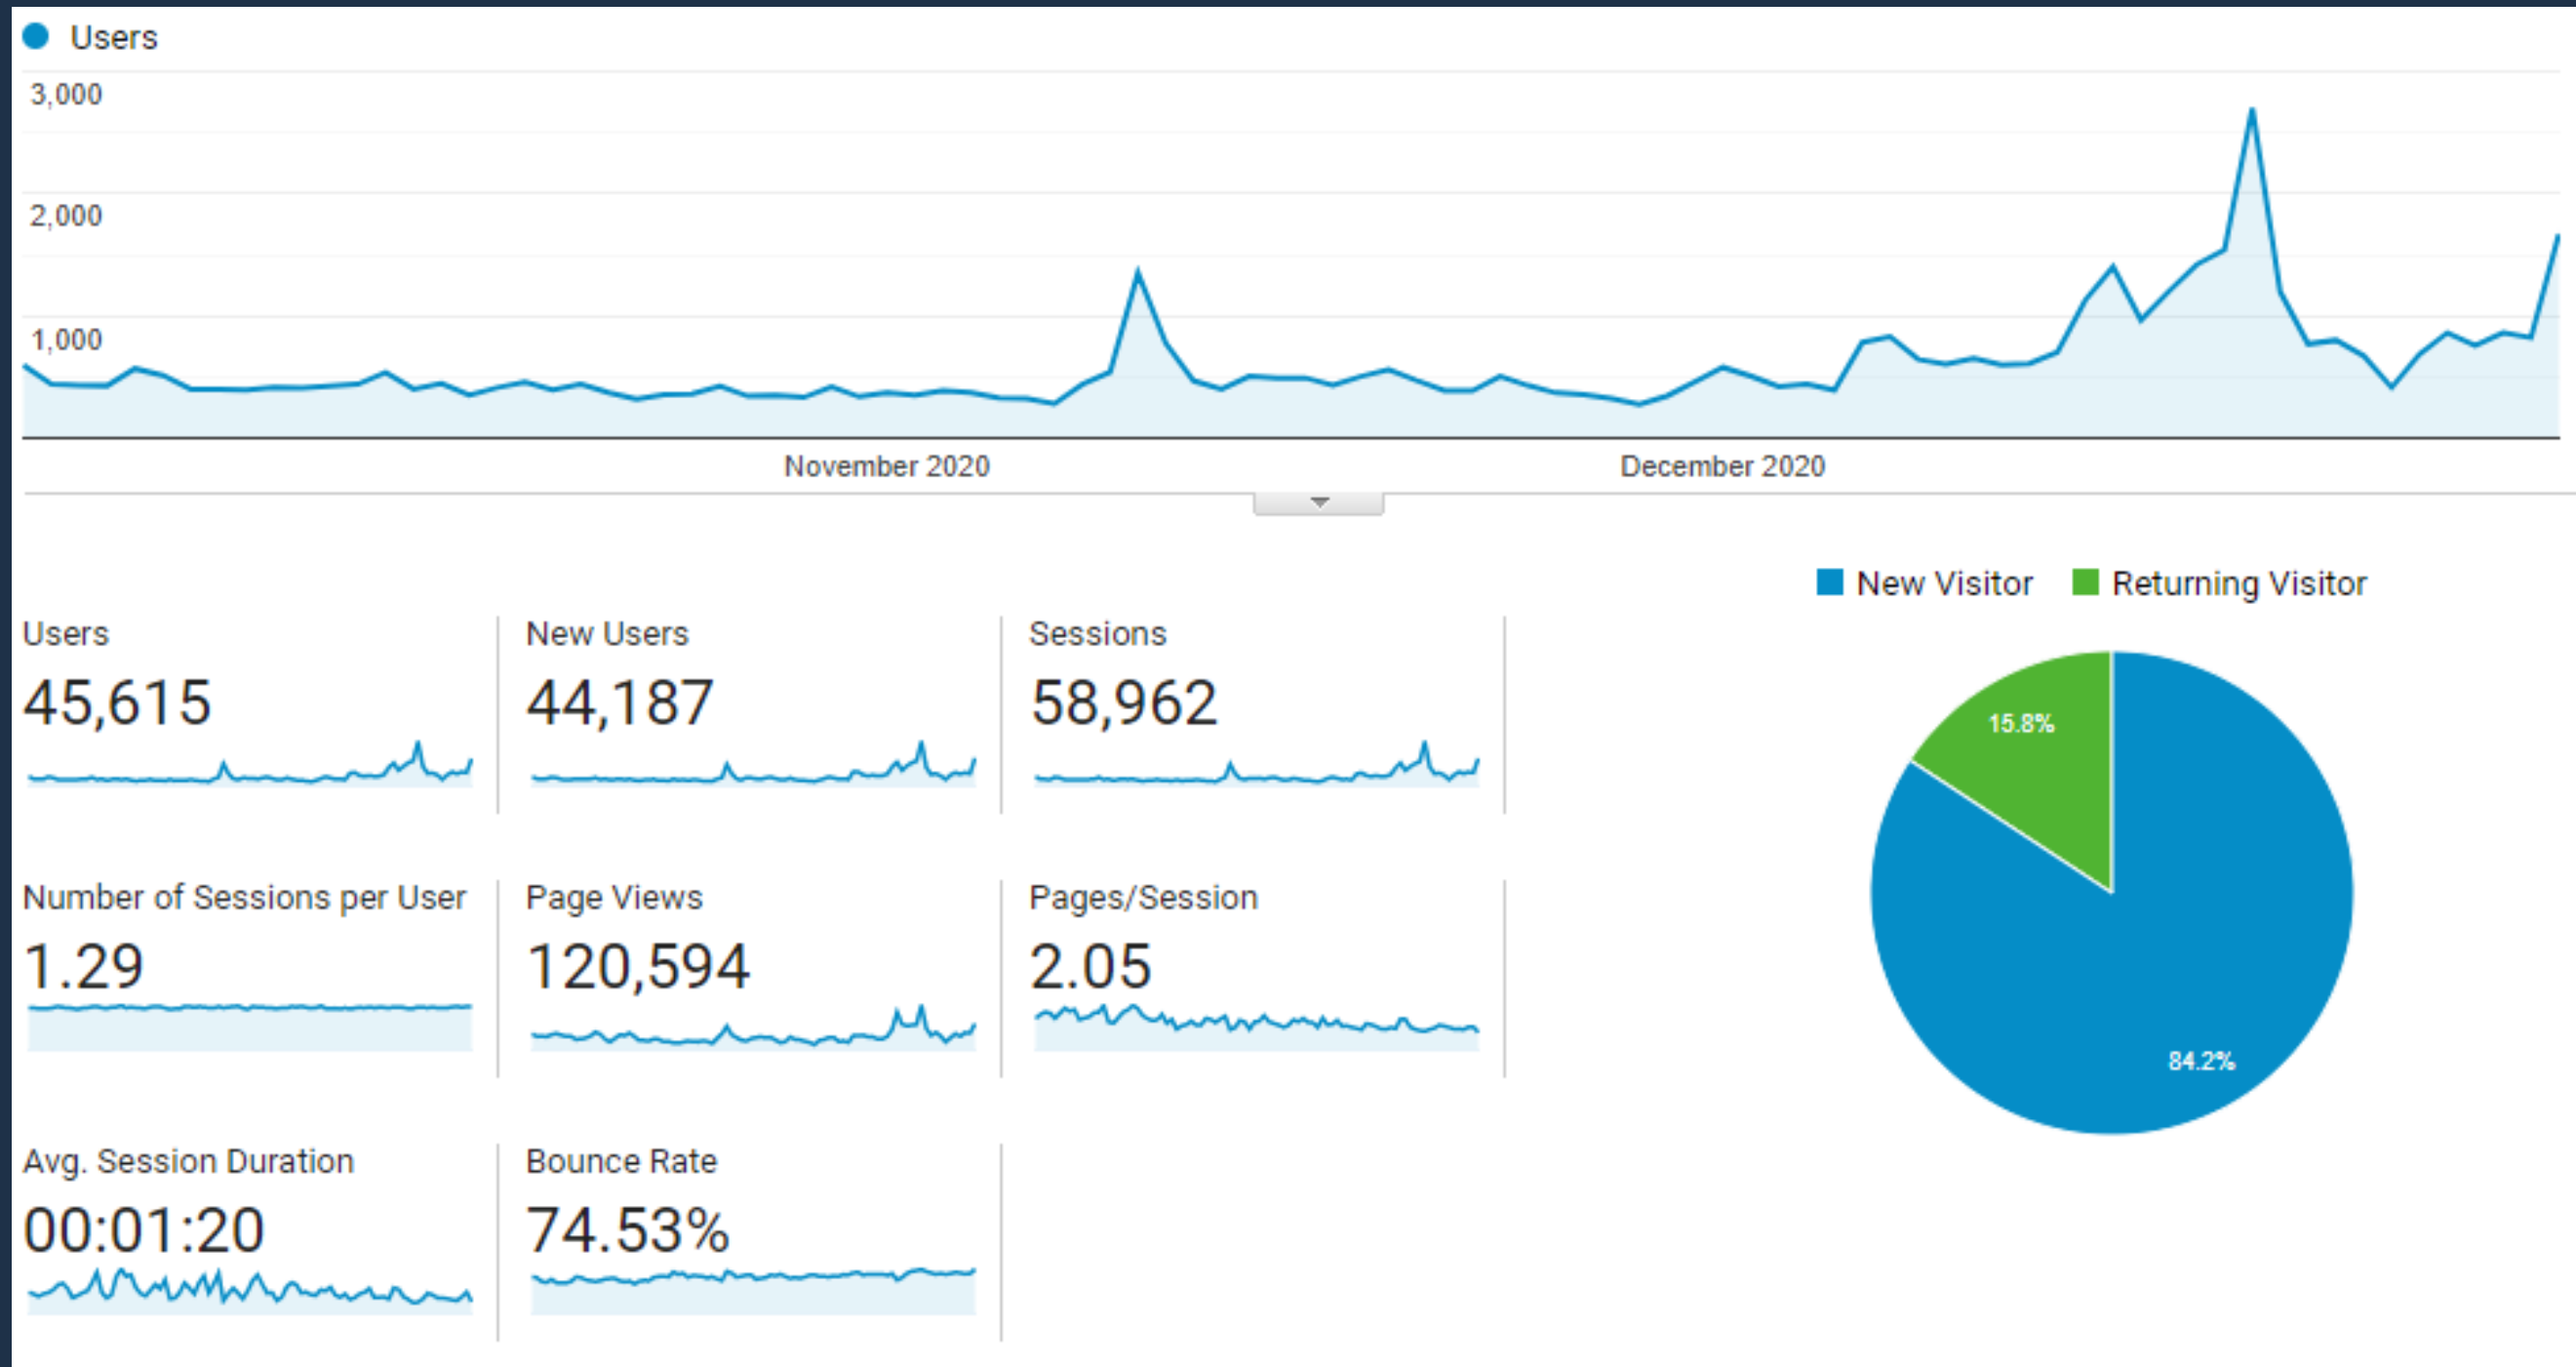 Users
3,000
2,000
1,000
November 2020
December 2020
New Visitor
Returning Visitor
Users
45,615
New Users
44,187
Sessions
58,962
Number of Sessions per User
1.29
Page Views
120,594
Pages/Session
2.05
Avg. Session Duration
00:01:20
Bounce Rate
74.53%
15.8%
84.2%